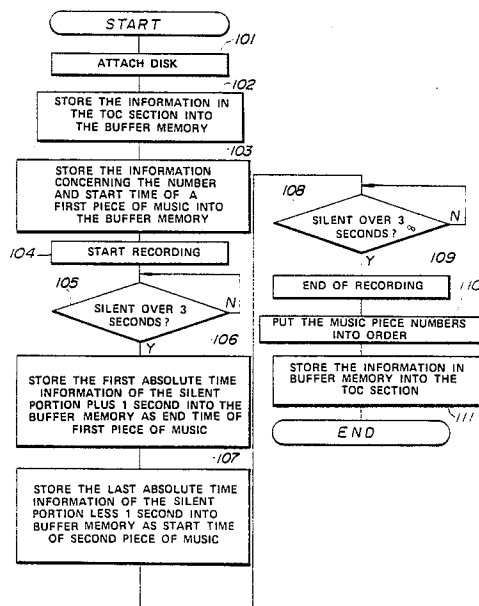 START
101
ATTACH DISK
102
STORE THE INFORMATION IN
THE TOC SECTION INTO
THE BUFFER MEMORY
103
STORE THE INFORMATION
CONCERNING THE NUMBER
AND START TIME OF A
FIRST PIECE OF MUSIC INTO
THE BUFFER MEMORY
104
START RECORDING
105
SILENT OVER 3
SECONDS?
N
Y
106
STORE THE FIRST ABSOLUTE TIME
INFORMATION OF THE SILENT
PORTION PLUS 1 SECOND INTO THE
BUFFER MEMORY AS END TIME OF
FIRST PIECE OF MUSIC
107
STORE THE LAST ABSOLUTE TIME
INFORMATION OF THE SILENT
PORTION LESS 1 SECOND INTO
BUFFER MEMORY AS START TIME
OF SECOND PIECE OF MUSIC
108
SILENT OVER 3
SECONDS?
N
Y
109
END OF RECORDING
110
PUT THE MUSIC PIECE NUMBERS
INTO ORDER
STORE THE INFORMATION IN
BUFFER MEMORY INTO THE
TOC SECTION
111
END